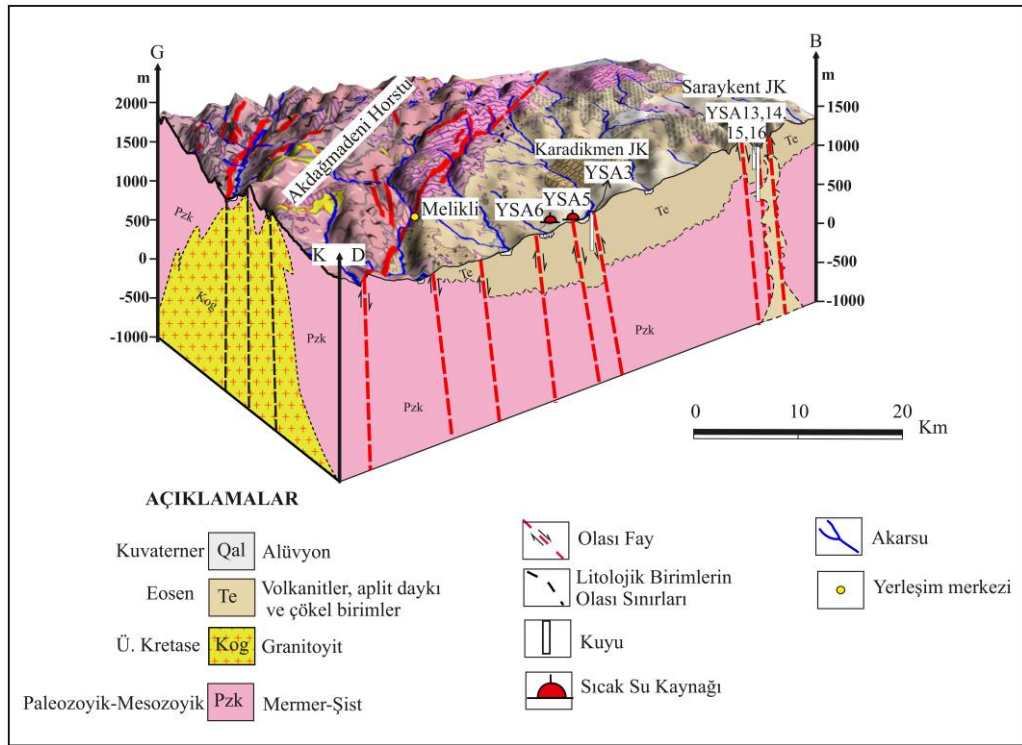 G
B
m
m
2000
1500
1000
500
0
-500
-1000
1500
1000
500
0
-500
-1000
Akdağmadeni Horstu
Saraykent JK
YSA13,14,
15,16
Te
Karadikmen JK
YSA3
YSA5
YSA6
Melikli
Te
Te
K D
Pzk
Kog
Pzk
Pzk
Pzk
0 10 20
Km
AÇIKLAMALAR
Kuvaterner Qal Alüvyon
Eosen Te Volkanitler, aplit daykı
ve çökel birimler
Ü. Kretase Kog Granitoyit
Paleozoyik-Mesozoyik Pzk Mermer-Şist
Olası Fay
Litolojik Birimlerin
Olası Sınırları
Kuyu
Sıcak Su Kaynağı
Akarsu
Yerleşim merkezi